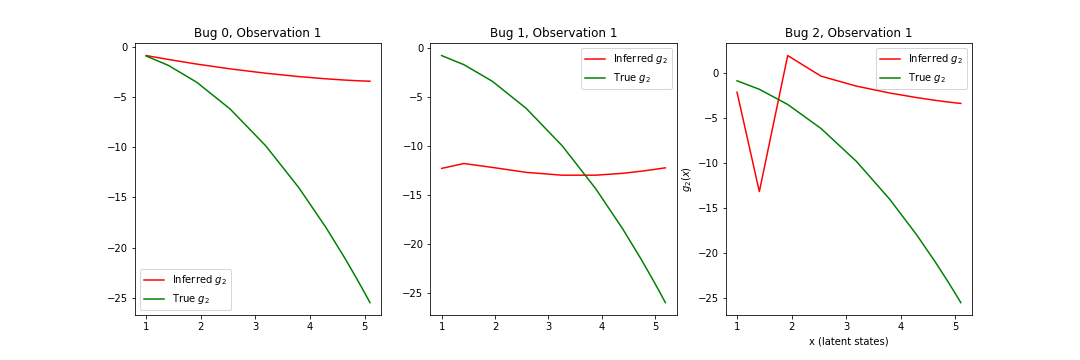 Bug 0, Observation 1
0
−5
−10
−15
−20
−25
1 2 3 4 5
Inferred g₂
True g₂
Bug 1, Observation 1
0
−5
−10
−15
−20
−25
1 2 3 4 5
Inferred g₂
True g₂
Bug 2, Observation 1
g₂(x)
0
−5
−10
−15
−20
−25
1 2 3 4 5
x (latent states)
Inferred g₂
True g₂